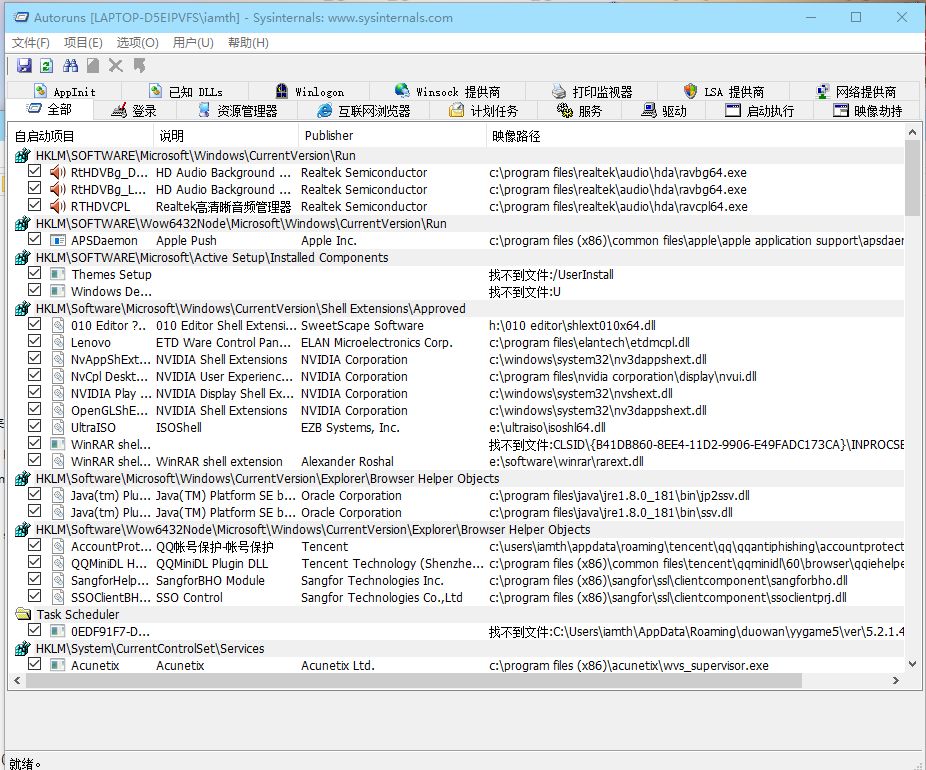 Autoruns [LAPTOP-D5EIPVFS\iamth] - Sysinternals: www.sysinternals.com
文件(F) 项目(E) 选项(O) 用户(U) 帮助(H)
AppInit 已知 DLLs Winlogon Winsock 提供商 打印监视器 LSA 提供商 网络提供商
全部 登录 资源管理器 互联网浏览器 计划任务 服务 驱动 启动执行 映像劫持
自启动项目 说明 Publisher 映像路径
HKLM\SOFTWARE\Microsoft\Windows\CurrentVersion\Run
RtHDVBg_D... HD Audio Background ... Realtek Semiconductor c:\program files\realtek\audio\hda\ravbg64.exe
RtHDVBg_L... HD Audio Background ... Realtek Semiconductor c:\program files\realtek\audio\hda\ravbg64.exe
RTHDVCPL Realtek高清晰音频管理器 Realtek Semiconductor c:\program files\realtek\audio\hda\ravcpl64.exe
HKLM\SOFTWARE\Wow6432Node\Microsoft\Windows\CurrentVersion\Run
APSDaemon Apple Push Apple Inc. c:\program files (x86)\common files\apple\apple application support\apsdaer
HKLM\SOFTWARE\Microsoft\Active Setup\Installed Components
Themes Setup 找不到文件:/UserInstall
Windows De... 找不到文件:U
HKLM\Software\Microsoft\Windows\CurrentVersion\Shell Extensions\Approved
010 Editor ?.. 010 Editor Shell Extensi... SweetScape Software h:\010 editor\shlext010x64.dll
Lenovo ETD Ware Control Pan... ELAN Microelectronics Corp. c:\program files\elantech\etdmcpl.dll
NvAppShExt... NVIDIA Shell Extensions NVIDIA Corporation c:\windows\system32\nv3dappshext.dll
NvCpl Deskt... NVIDIA User Experienc... NVIDIA Corporation c:\program files\nvidia corporation\display\nvui.dll
NVIDIA Play ... NVIDIA Display Shell Ex... NVIDIA Corporation c:\windows\system32\nvshext.dll
OpenGLShE... NVIDIA Shell Extensions NVIDIA Corporation c:\windows\system32\nv3dappshext.dll
UltraISO ISOShell EZB Systems, Inc. e:\ultraiso\isoshl64.dll
WinRAR shel... 找不到文件:CLSID\{B41DB860-8EE4-11D2-9906-E49FADC173CA}\INPROCSE
WinRAR shel... WinRAR shell extension Alexander Roshal e:\software\winrar\rarext.dll
HKLM\Software\Microsoft\Windows\CurrentVersion\Explorer\Browser Helper Objects
Java(tm) Plu... Java(TM) Platform SE b... Oracle Corporation c:\program files\java\jre1.8.0_181\bin\jp2ssv.dll
Java(tm) Plu... Java(TM) Platform SE b... Oracle Corporation c:\program files\java\jre1.8.0_181\bin\ssv.dll
HKLM\Software\Wow6432Node\Microsoft\Windows\CurrentVersion\Explorer\Browser Helper Objects
AccountProt... QQ帐号保护-帐号保护 Tencent c:\users\iamth\appdata\roaming\tencent\qq\qqantiphishing\accountprotect
QQMiniDL H... QQMiniDL Plugin DLL Tencent Technology (Shenzhe... c:\program files (x86)\common files\tencent\qqminidl\60\browser\qqiehelpe
SangforHelp... SangforBHO Module Sangfor Technologies Inc. c:\program files (x86)\sangfor\ssl\clientcomponent\sangforbho.dll
SSOClientBH... SSO Control Sangfor Technologies Co.,Ltd c:\program files (x86)\sangfor\ssl\clientcomponent\ssoclientprj.dll
Task Scheduler
0EDF91F7-D... 找不到文件:C:\Users\iamth\AppData\Roaming\duowan\yygame5\ver\5.2.1.4
HKLM\System\CurrentControlSet\Services
Acunetix Acunetix Acunetix Ltd. c:\program files (x86)\acunetix\wvs_supervisor.exe
就绪。